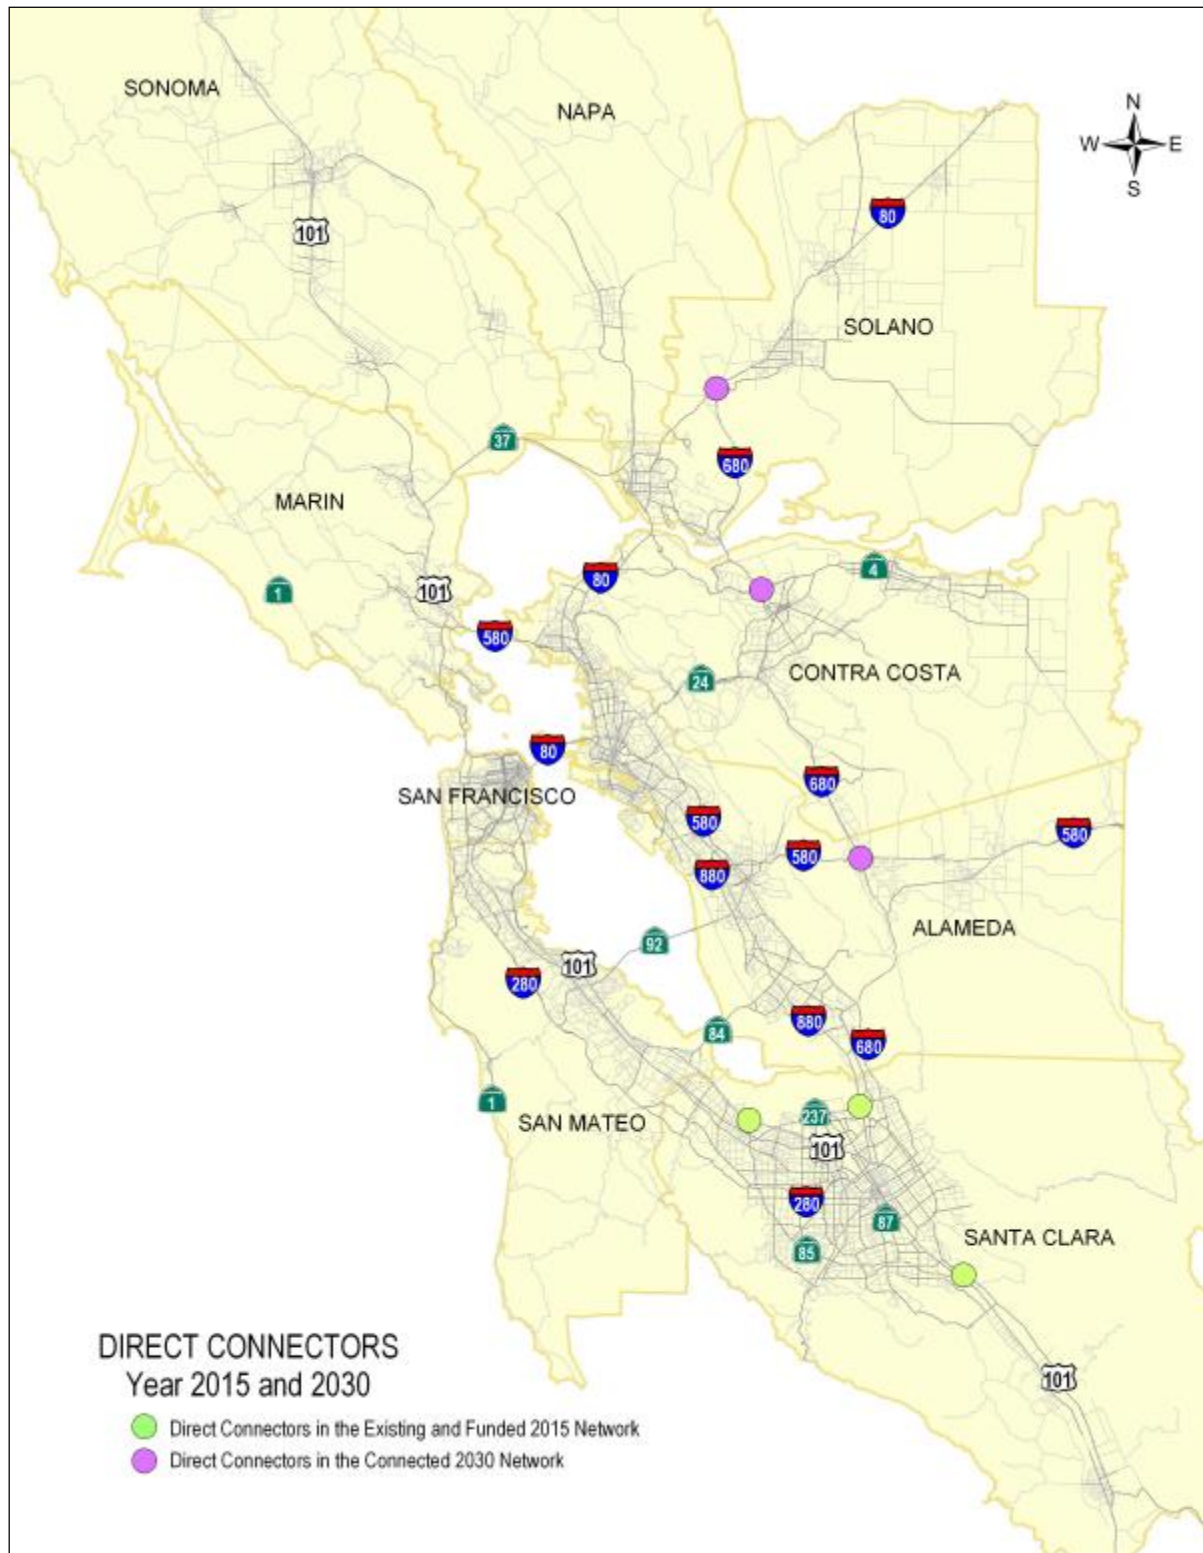 SONOMA
NAPA
N
W E
S
80
101
SOLANO
37
680
MARIN
80
4
1
101
580
24
CONTRA COSTA
80
680
SAN FRANCISCO
580
580
580
880
ALAMEDA
92
101
280
84
880
680
1
SAN MATEO
237
101
280
87
85
SANTA CLARA
101
DIRECT CONNECTORS
Year 2015 and 2030
Direct Connectors in the Existing and Funded 2015 Network
Direct Connectors in the Connected 2030 Network